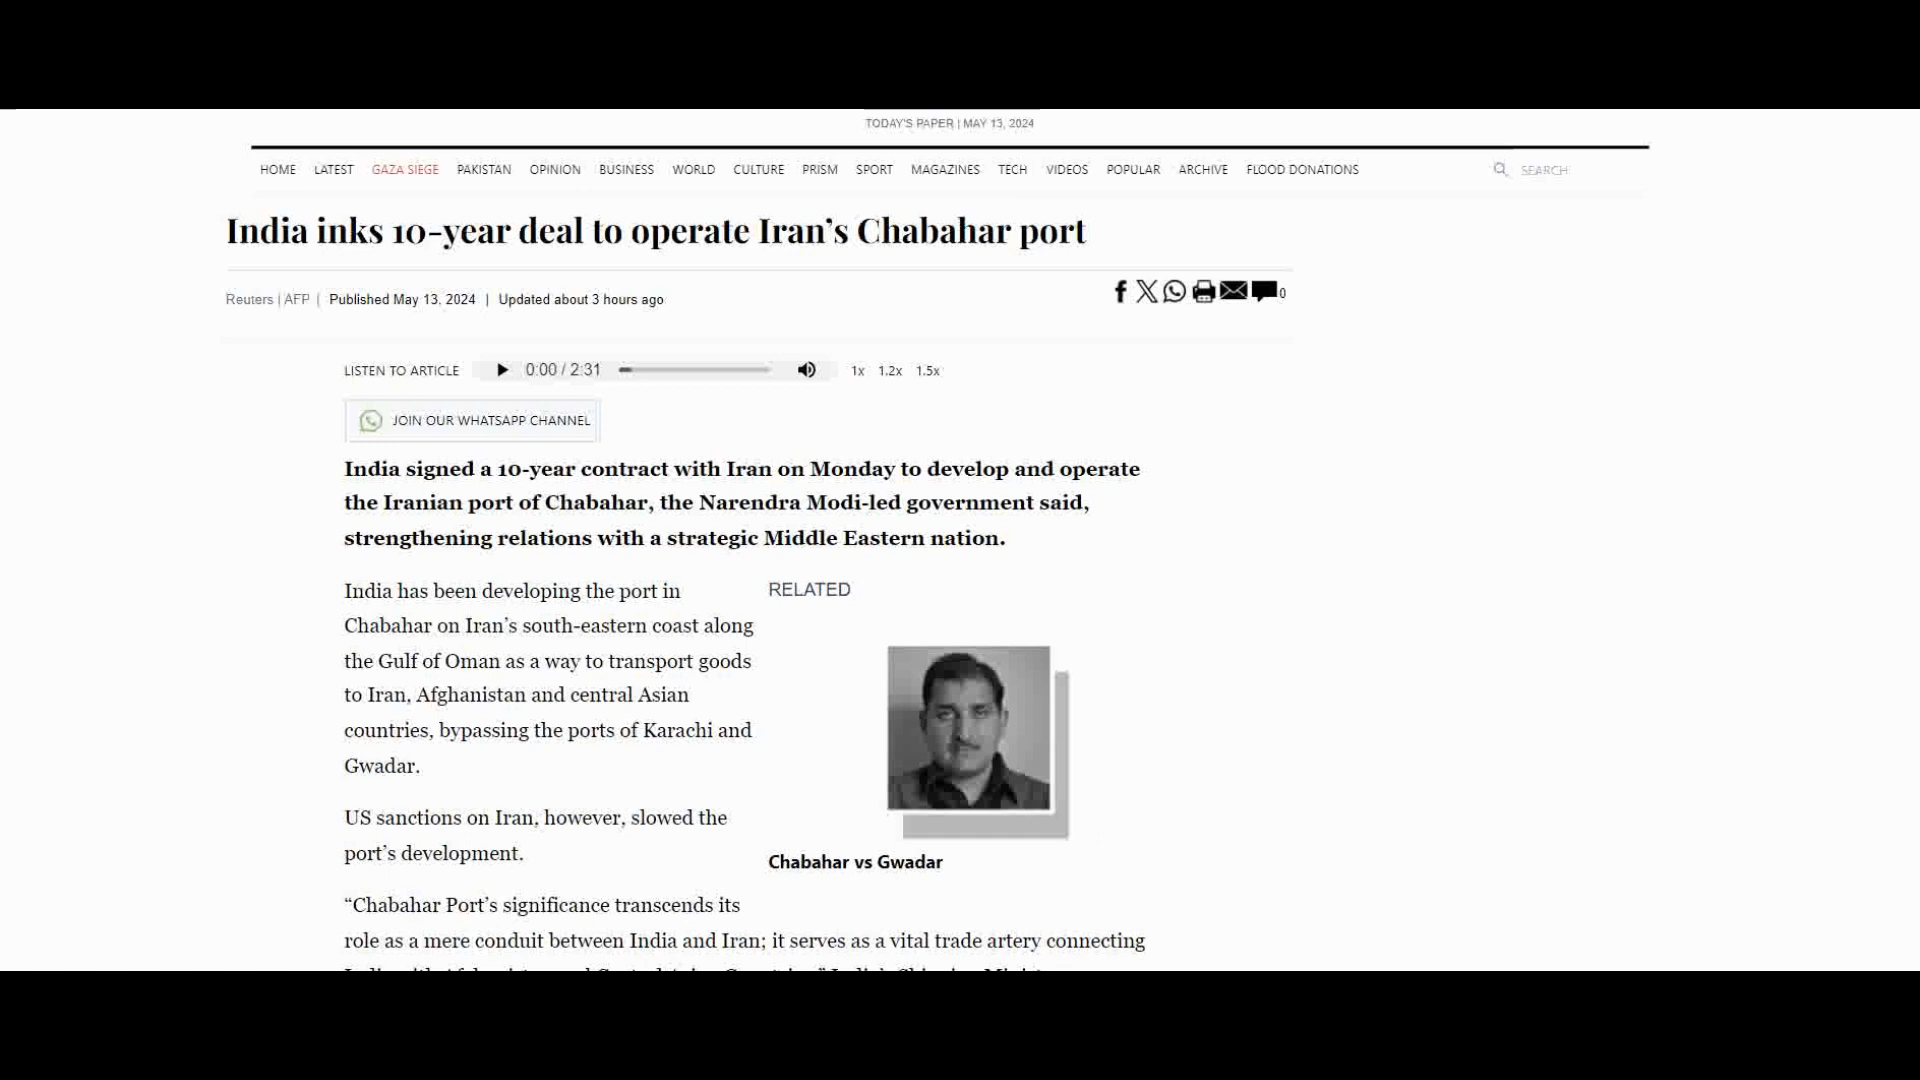 TODAY'S PAPER | MAY 13, 2024
HOME LATEST GAZA SIEGE PAKISTAN OPINION BUSINESS WORLD CULTURE PRISM SPORT MAGAZINES TECH VIDEOS POPULAR ARCHIVE FLOOD DONATIONS SEARCH
India inks 10-year deal to operate Iran’s Chabahar port
Reuters | AFP | Published May 13, 2024 | Updated about 3 hours ago
0
LISTEN TO ARTICLE 0:00 / 2:31 1x 1.2x 1.5x
JOIN OUR WHATSAPP CHANNEL
India signed a 10-year contract with Iran on Monday to develop and operate
the Iranian port of Chabahar, the Narendra Modi-led government said,
strengthening relations with a strategic Middle Eastern nation.
India has been developing the port in
Chabahar on Iran’s south-eastern coast along
the Gulf of Oman as a way to transport goods
to Iran, Afghanistan and central Asian
countries, bypassing the ports of Karachi and
Gwadar.
US sanctions on Iran, however, slowed the
port’s development.
RELATED
Chabahar vs Gwadar
“Chabahar Port’s significance transcends its
role as a mere conduit between India and Iran; it serves as a vital trade artery connecting